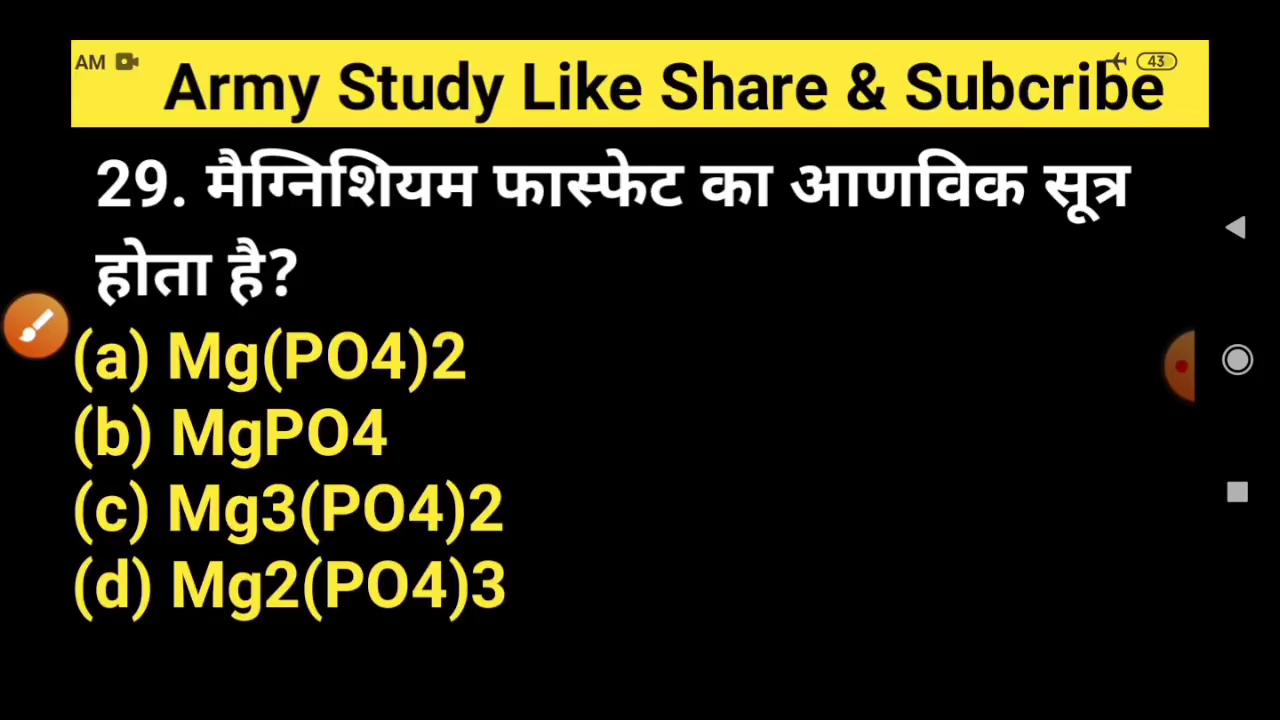 AM
43
Army Study Like Share & Subcribe
29. मैग्निशियम फास्फेट का आणविक सूत्र
होता है?
(a) Mg(PO4)2
(b) MgPO4
(c) Mg3(PO4)2
(d) Mg2(PO4)3